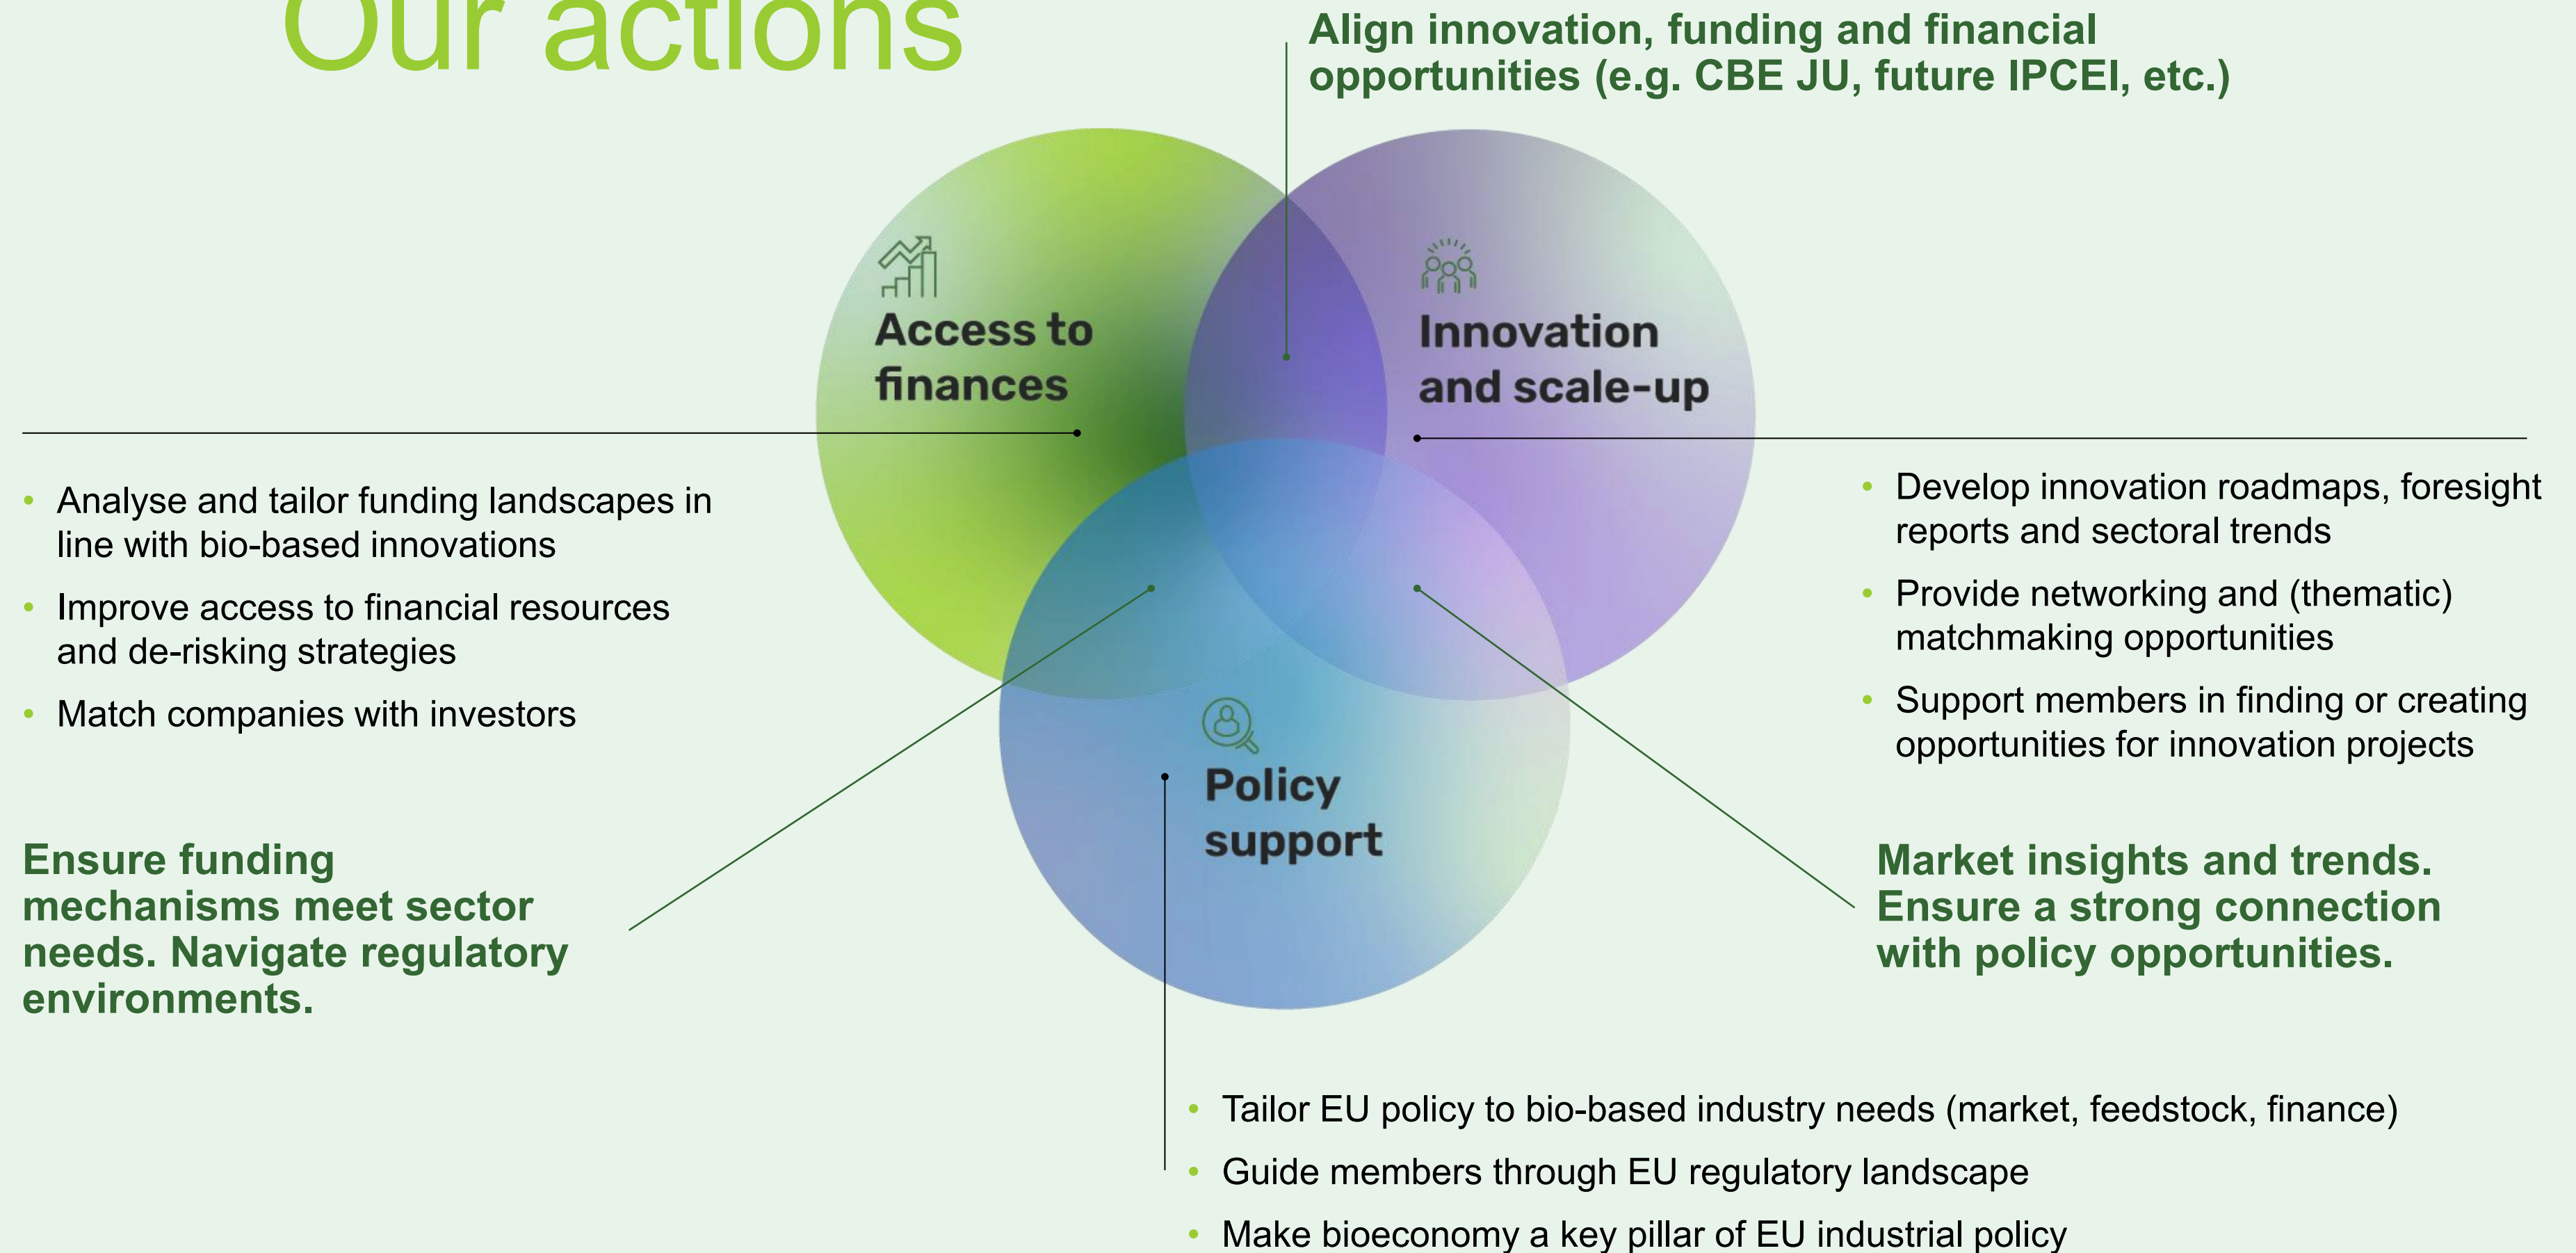 Our actions
Align innovation, funding and financial
opportunities (e.g. CBE JU, future IPCEI, etc.)
Access to
finances
Innovation
and scale-up
Policy
support
• Analyse and tailor funding landscapes in
line with bio-based innovations
• Improve access to financial resources
and de-risking strategies
• Match companies with investors
• Develop innovation roadmaps, foresight
reports and sectoral trends
• Provide networking and (thematic)
matchmaking opportunities
• Support members in finding or creating
opportunities for innovation projects
Ensure funding
mechanisms meet sector
needs. Navigate regulatory
environments.
Market insights and trends.
Ensure a strong connection
with policy opportunities.
• Tailor EU policy to bio-based industry needs (market, feedstock, finance)
• Guide members through EU regulatory landscape
• Make bioeconomy a key pillar of EU industrial policy